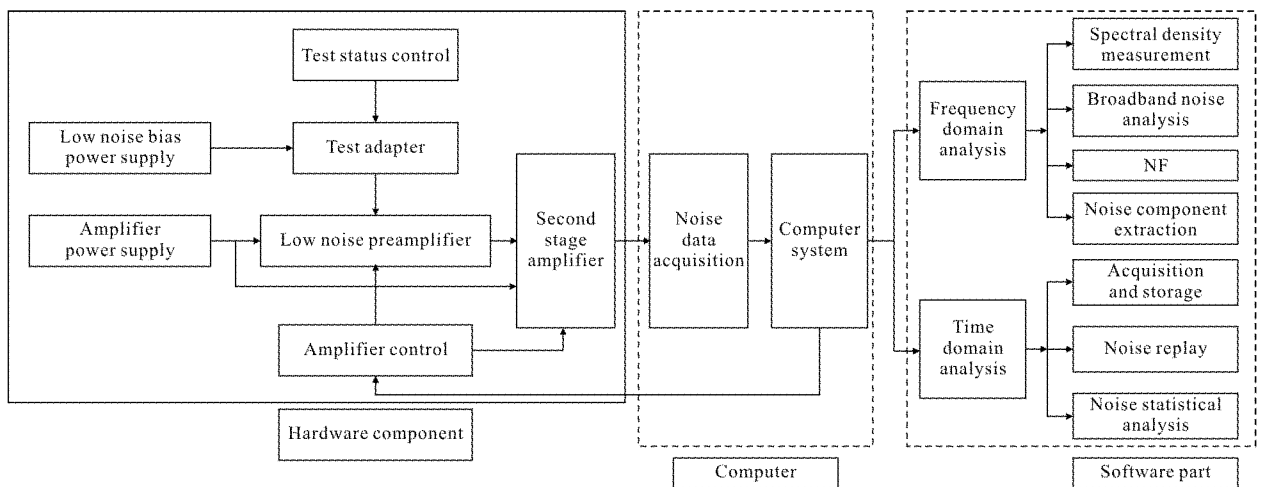 Test status control
Low noise bias
power supply
Test adapter
Amplifier
power supply
Low noise preamplifier
Second
stage
amplifier
Amplifier control
Hardware component
Noise
data
acquisition
Computer
system
Computer
Frequency
domain
analysis
Spectral density
measurement
Broadband noise
analysis
NF
Noise component
extraction
Time
domain
analysis
Acquisition
and storage
Noise replay
Noise statistical
analysis
Software part